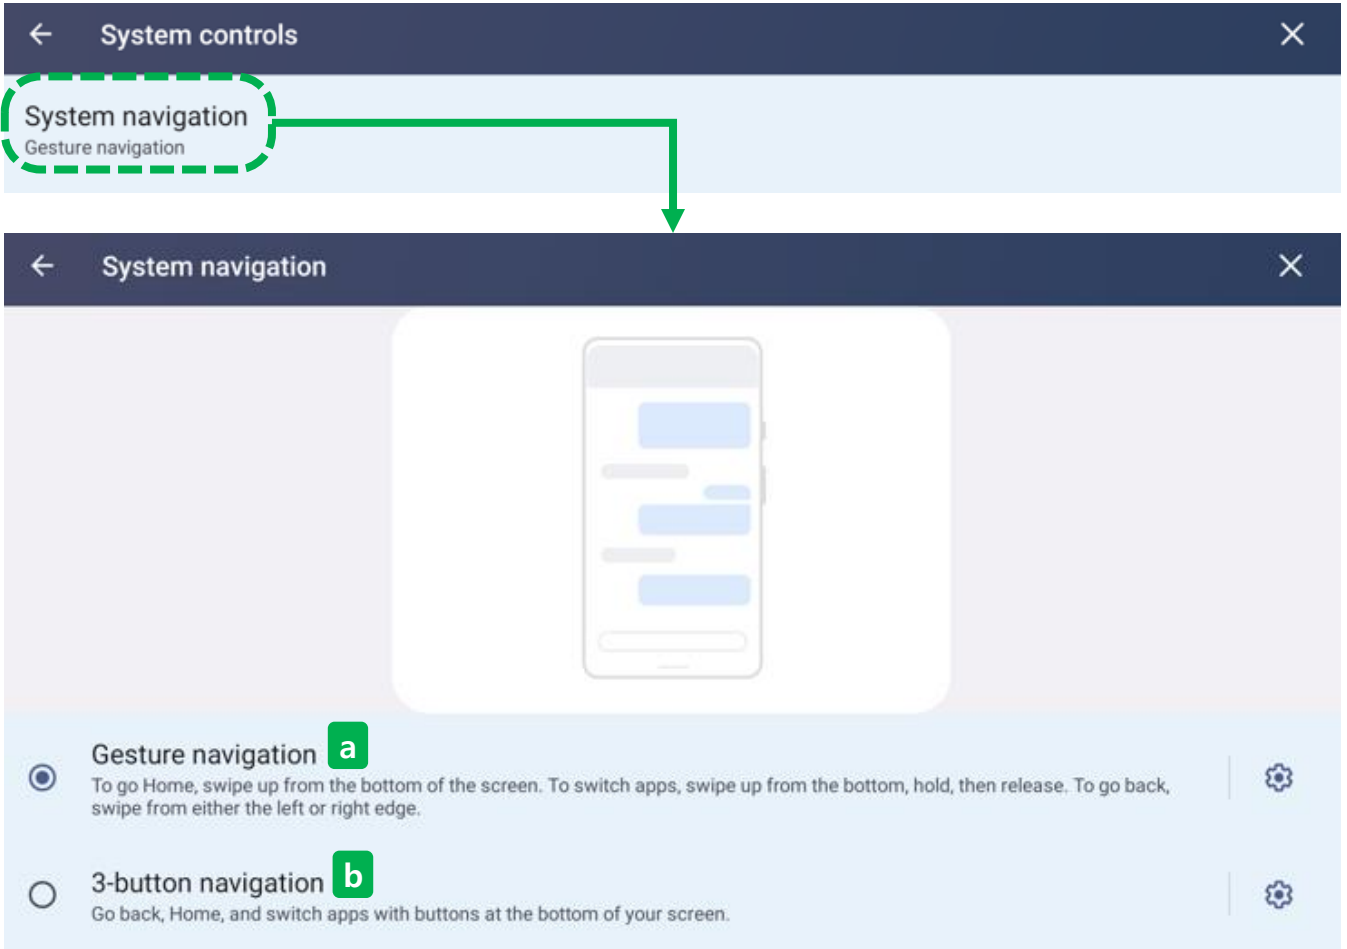 System controls
System navigation
Gesture navigation
System navigation
Gesture navigation a
To go Home, swipe up from the bottom of the screen. To switch apps, swipe up from the bottom, hold, then release. To go back,
swipe from either the left or right edge.
3-button navigation b
Go back, Home, and switch apps with buttons at the bottom of your screen.